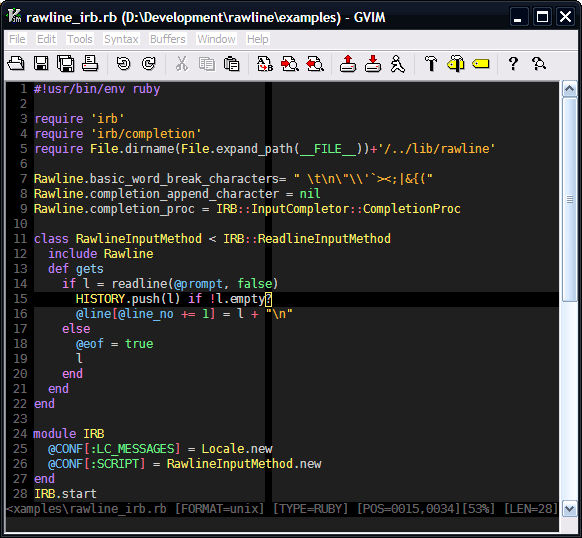 rawline_irb.rb (D:\Development\rawline\examples) - GVIM
File Edit Tools Syntax Buffers Window Help
1 #!usr/bin/env ruby
2
3 require 'irb'
4 require 'irb/completion'
5 require File.dirname(File.expand_path(__FILE__))+'/../lib/rawline'
6
7 Rawline.basic_word_break_characters= " \t\n\"\\'`><;|&{("
8 Rawline.completion_append_character = nil
9 Rawline.completion_proc = IRB::InputCompletor::CompletionProc
10
11 class RawlineInputMethod < IRB::ReadlineInputMethod
12   include Rawline
13   def gets
14     if l = readline(@prompt, false)
15       HISTORY.push(l) if !l.empty?
16       @line[@line_no += 1] = l + "\n"
17     else
18       @eof = true
19       l
20     end
21   end
22 end
23
24 module IRB
25   @CONF[:LC_MESSAGES] = Locale.new
26   @CONF[:SCRIPT] = RawlineInputMethod.new
27 end
28 IRB.start
<xamples\rawline_irb.rb [FORMAT=unix] [TYPE=RUBY] [POS=0015,0034][53%] [LEN=28]